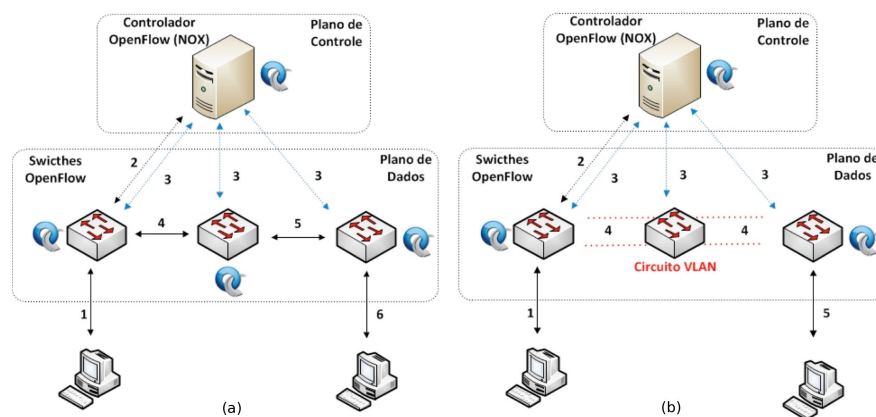 Controlador
OpenFlow (NOX)
Plano de
Controle
Swicthes
OpenFlow
2
3
3
3
Plano de
Dados
4
5
1
6
(a)
Controlador
OpenFlow (NOX)
Plano de
Controle
Swicthes
OpenFlow
2
3
3
3
Plano de
Dados
4
4
Circuito VLAN
1
5
(b)